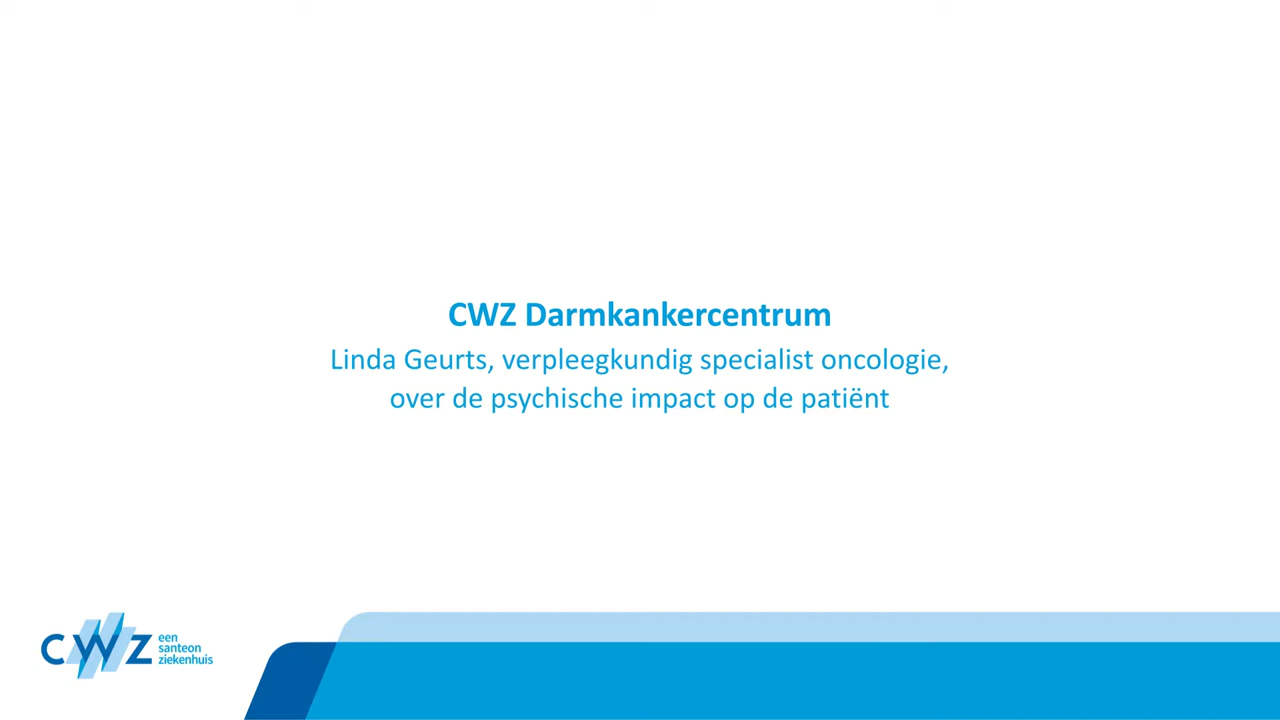 CWZ Darmkankercentrum
Linda Geurts, verpleegkundig specialist oncologie,
over de psychische impact op de patiënt
CWZ
een
santeon
ziekenhuis